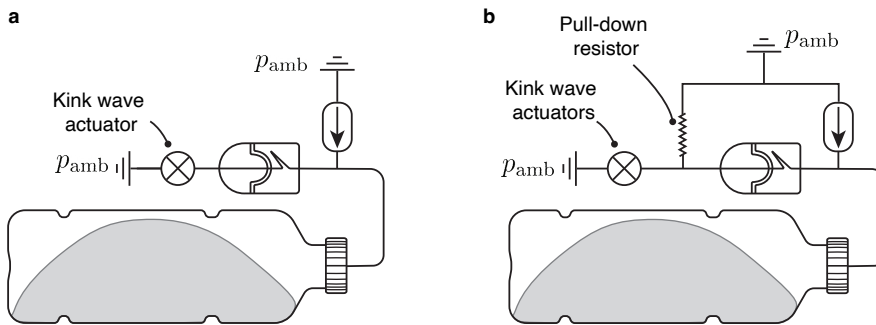 a
p_amb
Kink wave
actuator
p_amb
b
Pull-down
resistor
p_amb
Kink wave
actuators
p_amb